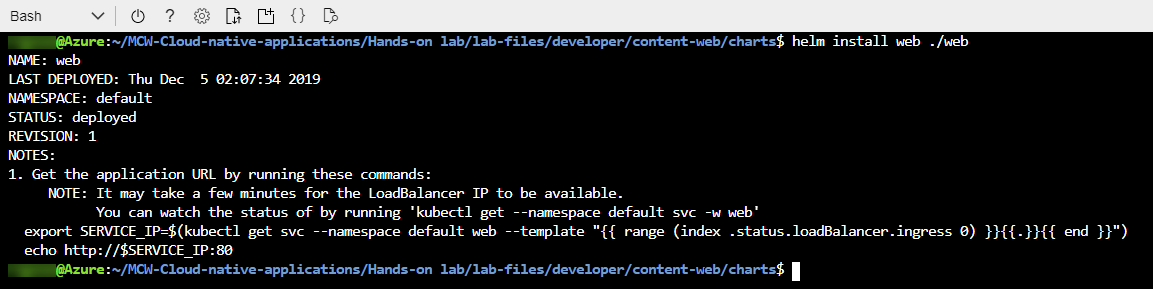 Bash
@Azure:~/MCW-Cloud-native-applications/Hands-on lab/lab-files/developer/content-web/charts$ helm install web ./web
NAME: web
LAST DEPLOYED: Thu Dec  5 02:07:34 2019
NAMESPACE: default
STATUS: deployed
REVISION: 1
NOTES:
1. Get the application URL by running these commands:
     NOTE: It may take a few minutes for the LoadBalancer IP to be available.
           You can watch the status of by running 'kubectl get --namespace default svc -w web'
  export SERVICE_IP=$(kubectl get svc --namespace default web --template "{{ range (index .status.loadBalancer.ingress 0) }}{{.}}{{ end }}")
  echo http://$SERVICE_IP:80
@Azure:~/MCW-Cloud-native-applications/Hands-on lab/lab-files/developer/content-web/charts$